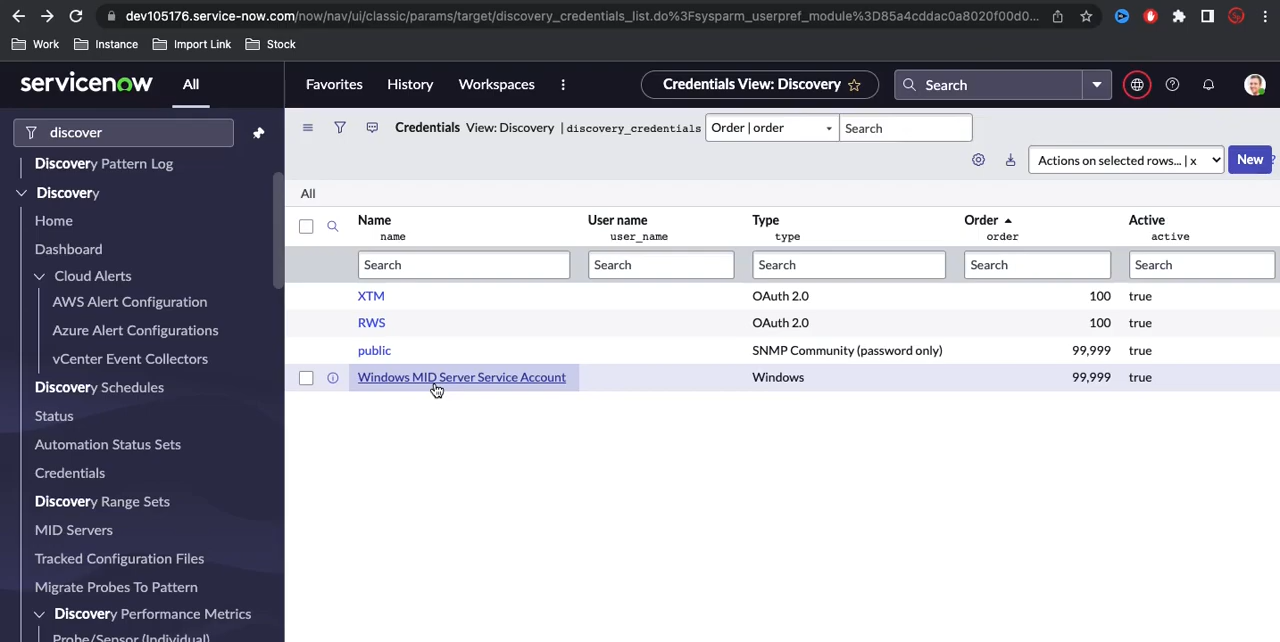 dev105176.service-now.com/now/nav/ui/classic/params/target/discovery_credentials_list.do%3Fsysparm_userpref_module%3D85a4cddac0a8020f00d0...
Work Instance Import Link Stock
servicenow All Favorites History Workspaces Credentials View: Discovery Search
discover
Credentials View: Discovery | discovery_credentials Order | order Search
Actions on selected rows... | x New
All
Name User name Type Order Active
name user_name type order active
Search Search Search Search Search
XTM OAuth 2.0 100 true
RWS OAuth 2.0 100 true
public SNMP Community (password only) 99,999 true
Windows MID Server Service Account Windows 99,999 true
Discovery Pattern Log
Discovery
Home
Dashboard
Cloud Alerts
AWS Alert Configuration
Azure Alert Configurations
vCenter Event Collectors
Discovery Schedules
Status
Automation Status Sets
Credentials
Discovery Range Sets
MID Servers
Tracked Configuration Files
Migrate Probes To Pattern
Discovery Performance Metrics
Probe/Sensor (Individual)